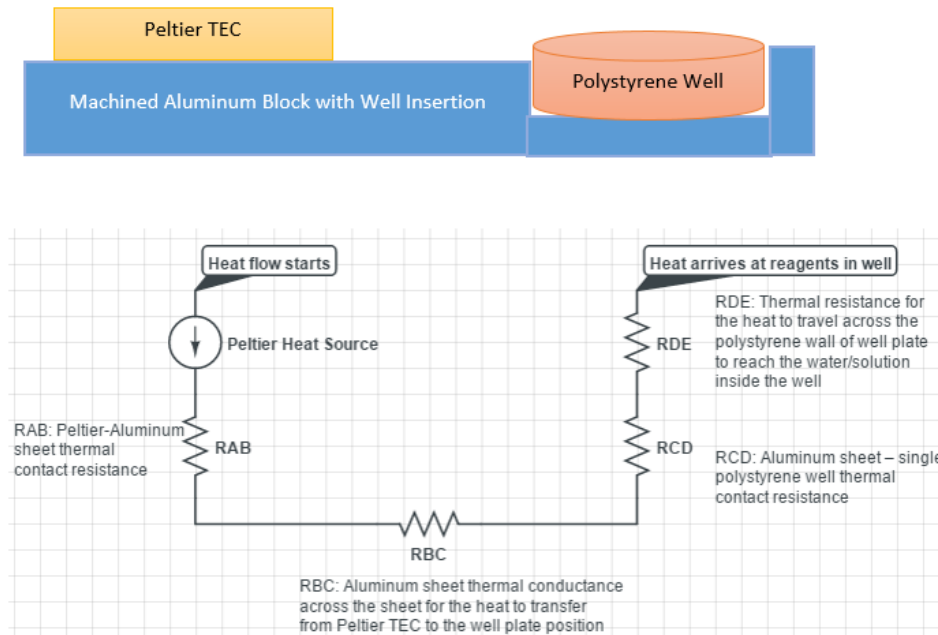 Peltier TEC
Machined Aluminum Block with Well Insertion
Polystyrene Well
Heat flow starts
Heat arrives at reagents in well
Peltier Heat Source
RDE: Thermal resistance for
the heat to travel across the
polystyrene wall of well plate
to reach the water/solution
inside the well
RDE
RAB: Peltier-Aluminum
sheet thermal
contact resistance
RAB
RCD
RCD: Aluminum sheet – single
polystyrene well thermal
contact resistance
RBC
RBC: Aluminum sheet thermal conductance
across the sheet for the heat to transfer
from Peltier TEC to the well plate position